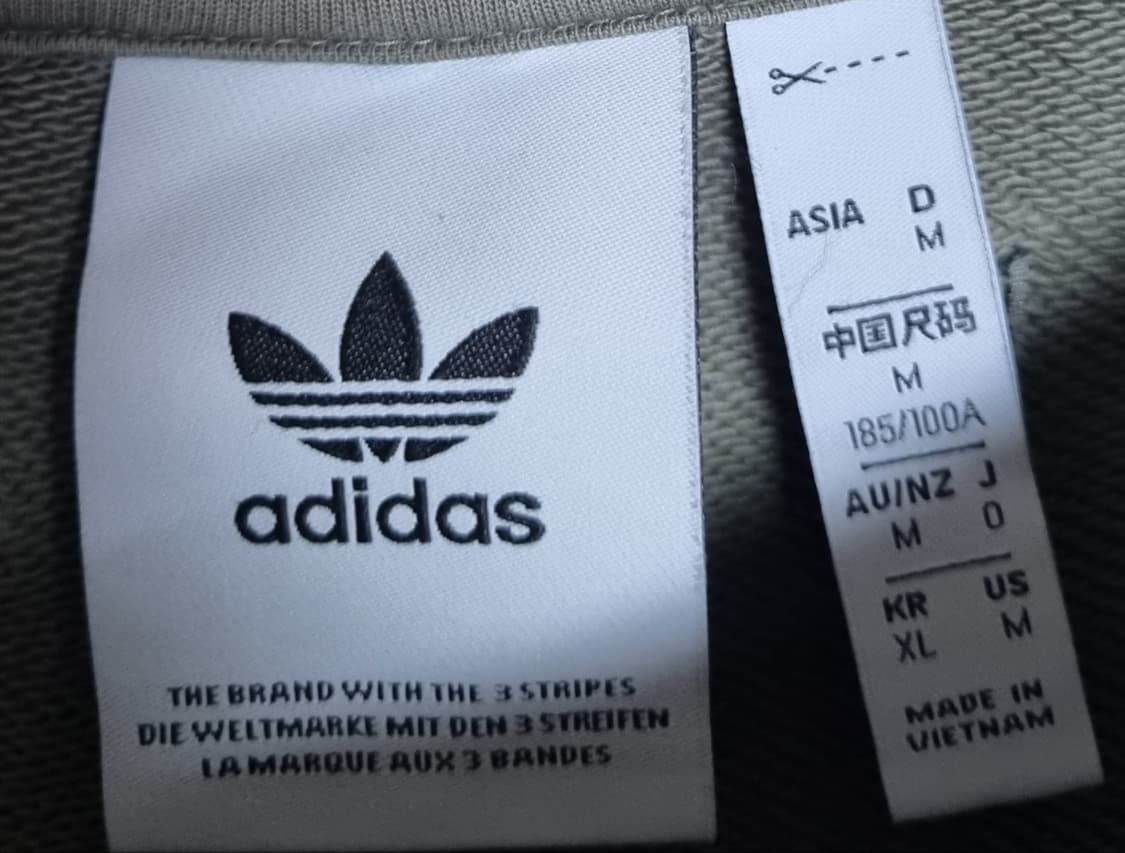 adidas
THE BRAND WITH THE 3 STRIPES
DIE WELTMARKE MIT DEN 3 STREIFEN
LA MARQUE AUX 3 BANDES
ASIA D
M
中国尺码
M
185/100A
AU/NZ J
M O
KR US
XL M
MADE IN
VIETNAM